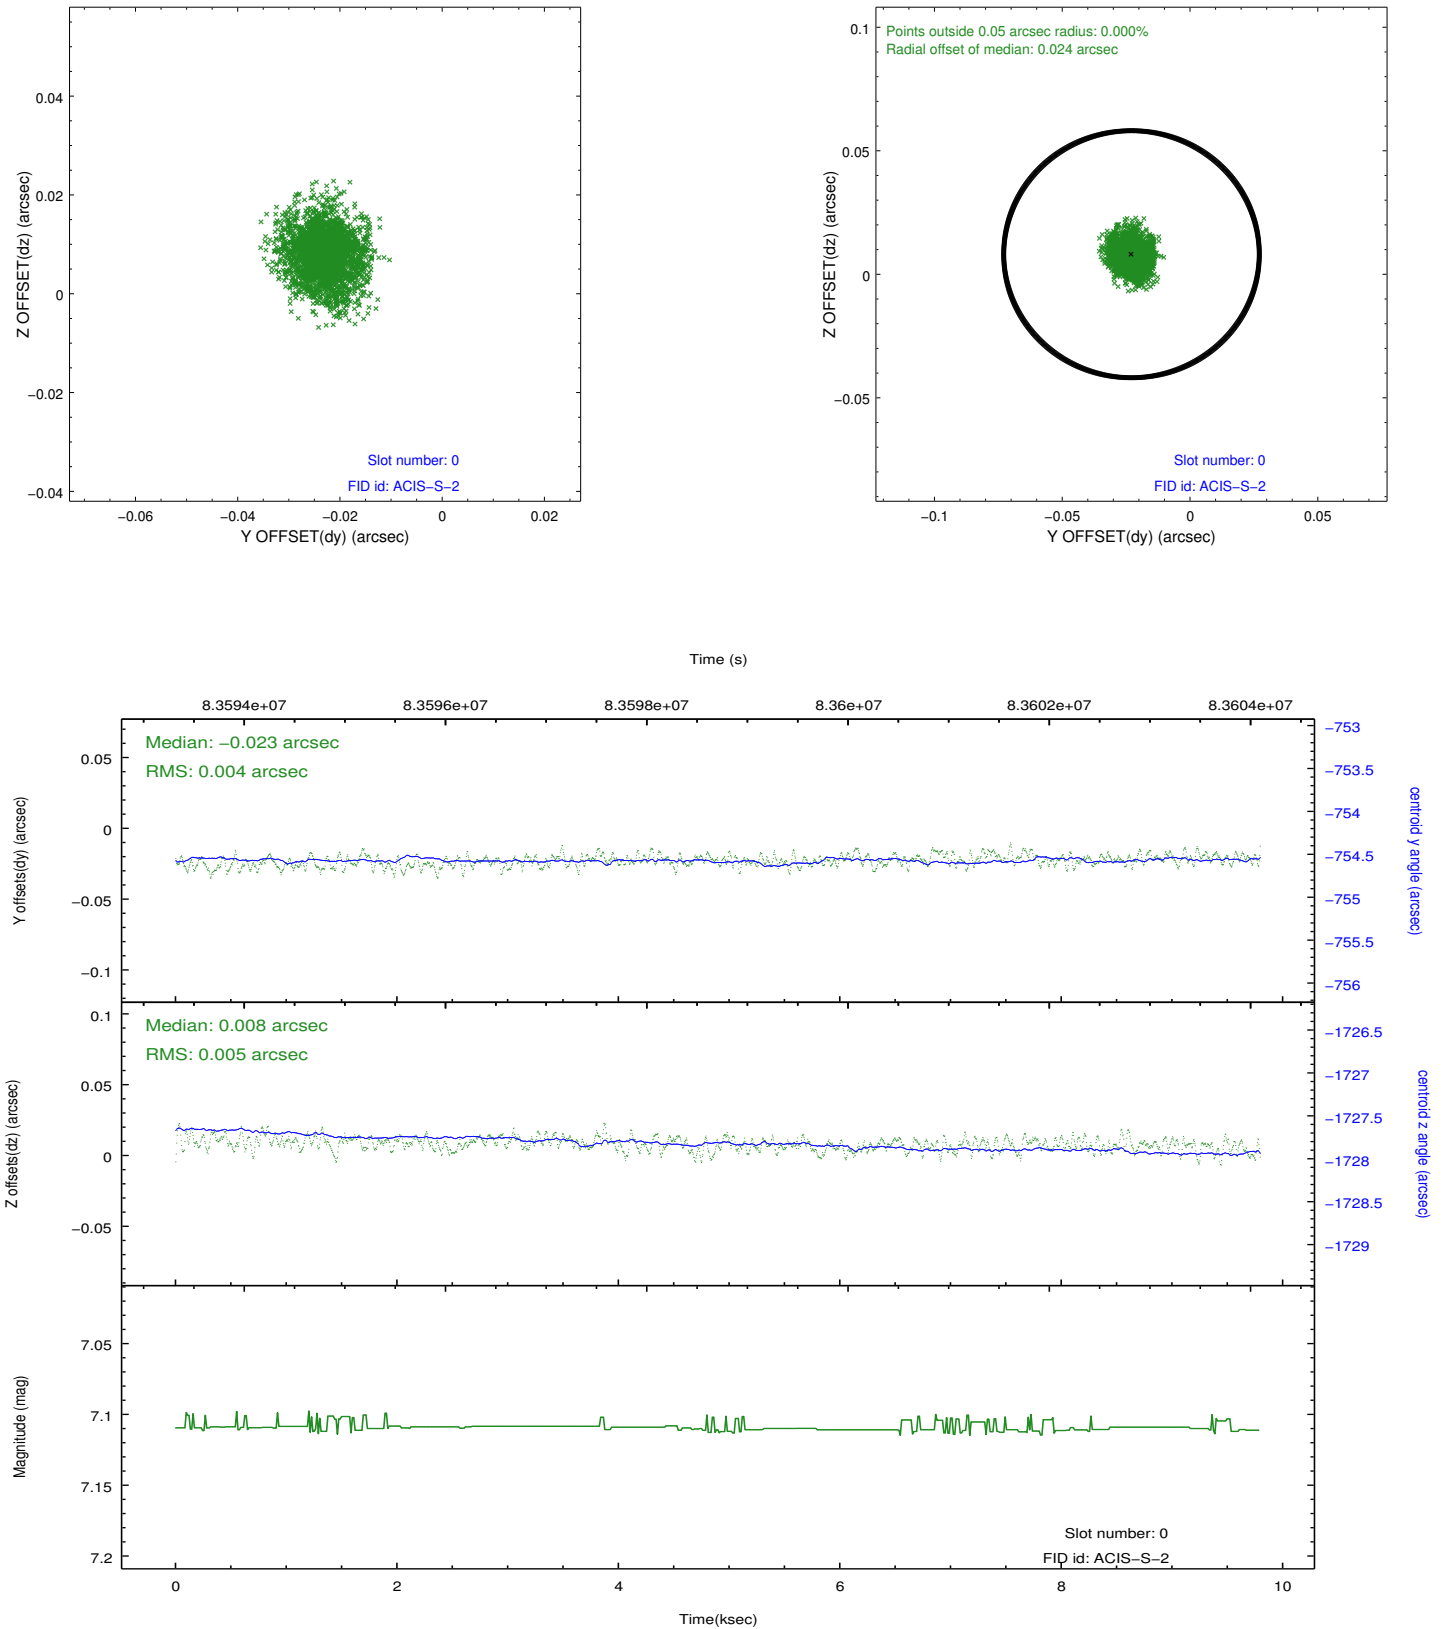 0.04
0.02
0
−0.02
−0.04
Z OFFSET(dz) (arcsec)
Slot number: 0
FID id: ACIS−S−2
−0.06
−0.04
−0.02
0
0.02
Y OFFSET(dy) (arcsec)
Points outside 0.05 arcsec radius: 0.000%
Radial offset of median: 0.024 arcsec
0.1
0.05
0
−0.05
Z OFFSET(dz) (arcsec)
Slot number: 0
FID id: ACIS−S−2
−0.1
−0.05
0
0.05
Y OFFSET(dy) (arcsec)
Time (s)
8.3594e+07
8.3596e+07
8.3598e+07
8.36e+07
8.3602e+07
8.3604e+07
Median: −0.023 arcsec
RMS: 0.004 arcsec
0.05
0
−0.05
−0.1
Y offsets(dy) (arcsec)
−753
−753.5
−754
−754.5
−755
−755.5
−756
centroid y angle (arcsec)
Median: 0.008 arcsec
RMS: 0.005 arcsec
0.1
0.05
0
−0.05
Z offsets(dz) (arcsec)
−1726.5
−1727
−1727.5
−1728
−1728.5
−1729
centroid z angle (arcsec)
7.05
7.1
7.15
7.2
Magnitude (mag)
Slot number: 0
FID id: ACIS−S−2
0
2
4
6
8
10
Time(ksec)